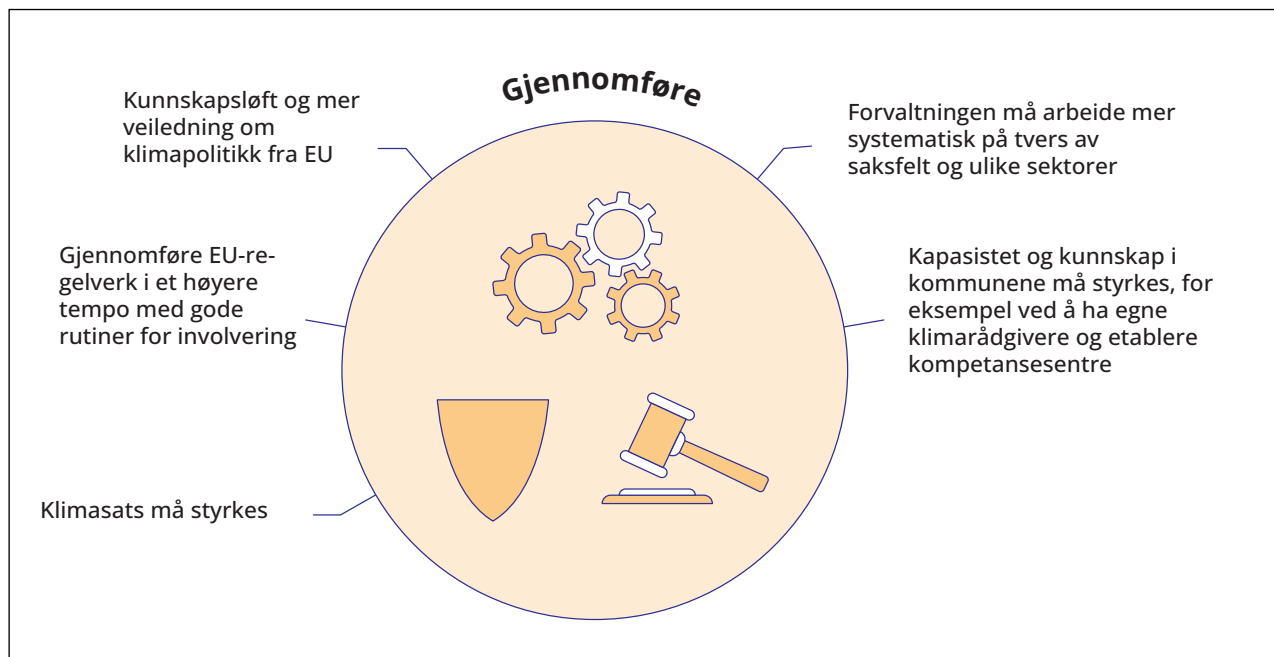 Gjennomføre
Kunnskapsløft og mer
veiledning om
klimapolitikk fra EU
Gjennomføre EU-re-
gelverk i et høyere
tempo med gode
rutiner for involvering
Klimasats må styrkes
Forvaltningen må arbeide mer
systematisk på tvers av
saksfelt og ulike sektorer
Kapasistet og kunnskap i
kommunene må styrkes, for
eksempel ved å ha egne
klimarådgivere og etablere
kompetansesentre